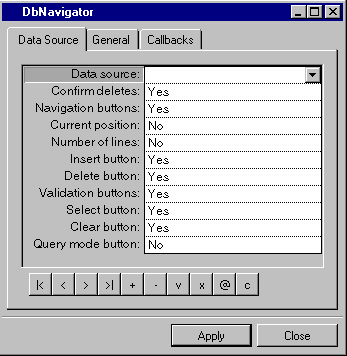 DbNavigator
Data Source General Callbacks
Data source:
Confirm deletes: Yes
Navigation buttons: Yes
Current position: No
Number of lines: No
Insert button: Yes
Delete button: Yes
Validation buttons: Yes
Select button: Yes
Clear button: Yes
Query mode button: No
|< < > >| + - v x @ c
Apply Close